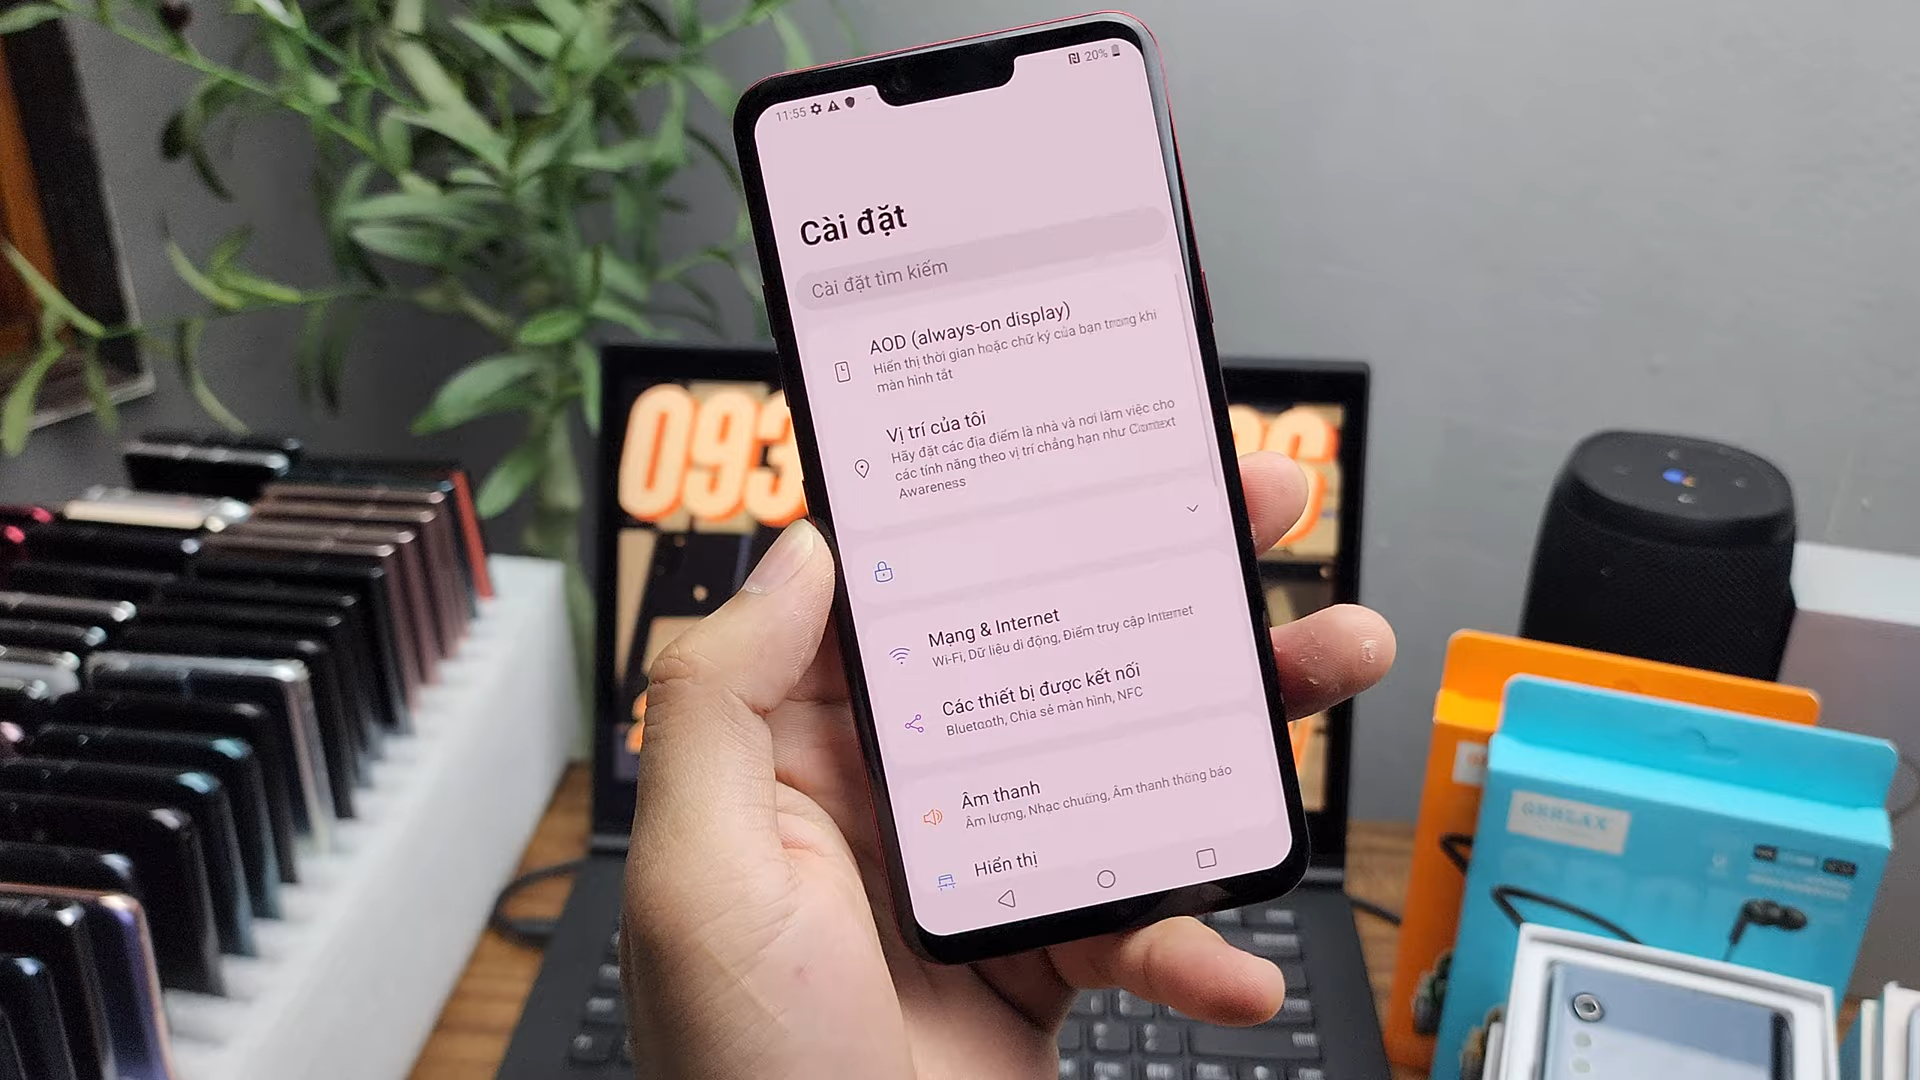 11:55
20%
Cài đặt
Cài đặt tìm kiếm
AOD (always-on display)
Hiển thị thời gian hoặc chữ ký của bạn trong khi
màn hình tắt
Vị trí của tôi
Hãy đặt các địa điểm là nhà và nơi làm việc cho
các tính năng theo vị trí chẳng hạn như Context
Awareness
Mạng & Internet
Wi-Fi, Dữ liệu di động, Điểm truy cập Internet
Các thiết bị được kết nối
Bluetooth, Chia sẻ màn hình, NFC
Âm thanh
Âm lượng, Nhạc chuông, Âm thanh thông báo
Hiển thị
093